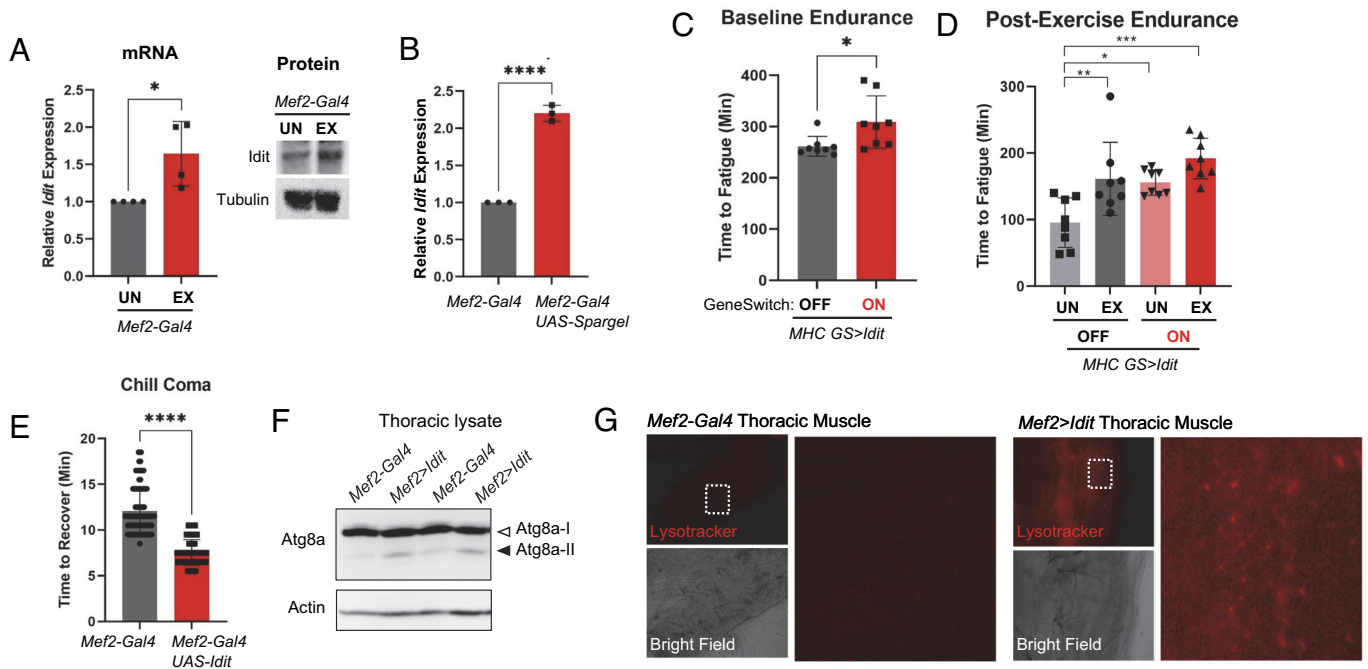 A
mRNA
*
Relative Idit Expression
2.5
2.0
1.5
1.0
0.5
0.0
UN EX
Mef2-Gal4
Protein
Mef2-Gal4
UN EX
Idit
Tubulin
B
****
Relative Idit Expression
2.5
2.0
1.5
1.0
0.5
0.0
Mef2-Gal4
Mef2-Gal4
UAS-Spargel
C
Baseline Endurance
*
Time to Fatigue (Min)
400
300
200
100
0
GeneSwitch: OFF ON
MHC GS>Idit
D
Post-Exercise Endurance
***
*
**
Time to Fatigue (Min)
300
200
100
0
UN EX UN EX
OFF ON
MHC GS>Idit
E
Chill Coma
****
Time to Recover (Min)
20
15
10
5
0
Mef2-Gal4
Mef2-Gal4
UAS-Idit
F
Thoracic lysate
Mef2-Gal4
Mef2>Idit
Mef2-Gal4
Mef2>Idit
Atg8a
Atg8a-I
Atg8a-II
Actin
G
Mef2-Gal4 Thoracic Muscle
Lysotracker
Bright Field
Mef2>Idit Thoracic Muscle
Lysotracker
Bright Field